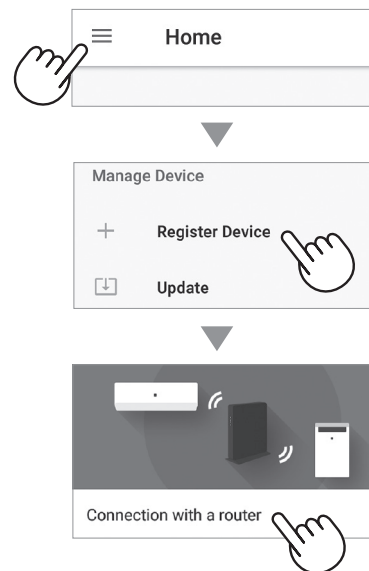 Home
Manage Device
Register Device
Update
Connection with a router